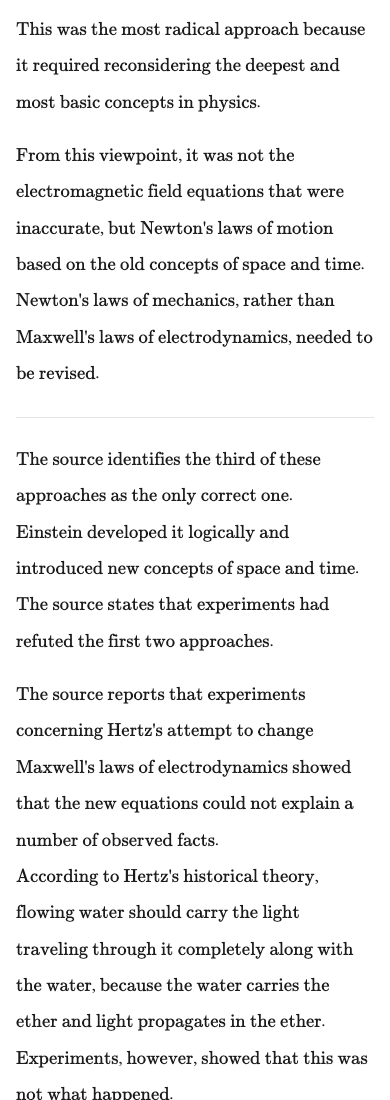 This was the most radical approach because
it required reconsidering the deepest and
most basic concepts in physics.
From this viewpoint, it was not the
electromagnetic field equations that were
inaccurate, but Newton's laws of motion
based on the old concepts of space and time.
Newton's laws of mechanics, rather than
Maxwell's laws of electrodynamics, needed to
be revised.
The source identifies the third of these
approaches as the only correct one.
Einstein developed it logically and
introduced new concepts of space and time.
The source states that experiments had
refuted the first two approaches.
The source reports that experiments
concerning Hertz's attempt to change
Maxwell's laws of electrodynamics showed
that the new equations could not explain a
number of observed facts.
According to Hertz's historical theory,
flowing water should carry the light
traveling through it completely along with
the water, because the water carries the
ether and light propagates in the ether.
Experiments, however, showed that this was
not what happened.